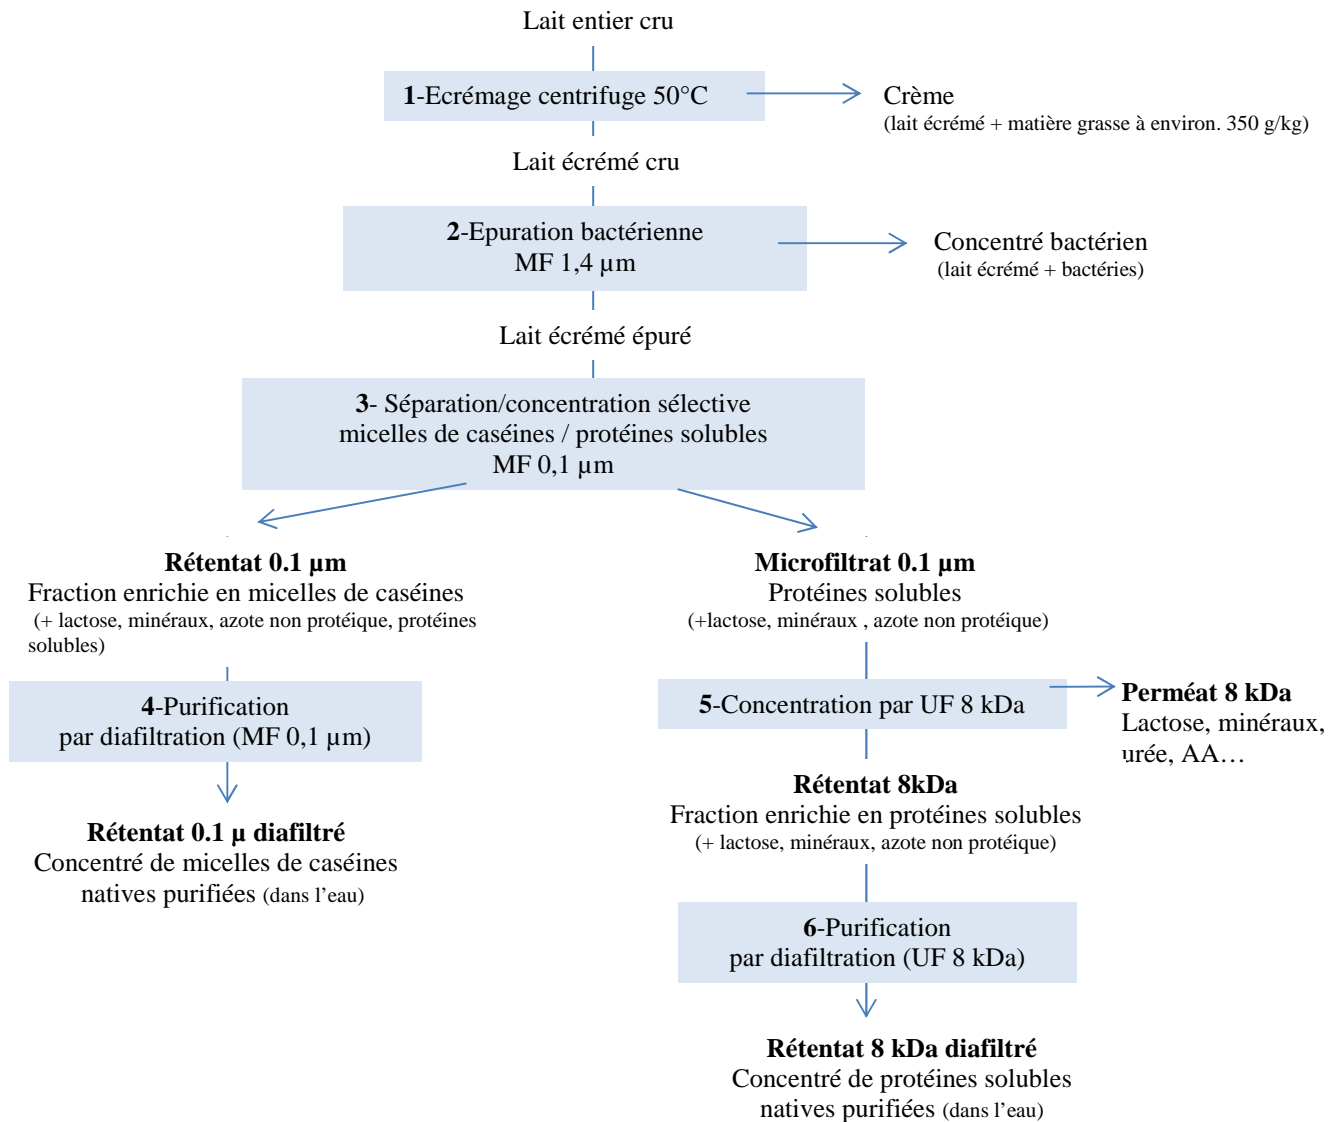 Lait entier cru
1-Ecrémage centrifuge 50°C
Crème
(lait écrémé + matière grasse à environ. 350 g/kg)
Lait écrémé cru
2-Epuration bactérienne
MF 1,4 µm
Concentré bactérien
(lait écrémé + bactéries)
Lait écrémé épuré
3- Séparation/concentration sélective
micelles de caséines / protéines solubles
MF 0,1 µm
Rétentat 0.1 µm
Fraction enrichie en micelles de caséines
(+ lactose, minéraux, azote non protéique, protéines
solubles)
4-Purification
par diafiltration (MF 0,1 µm)
Rétentat 0.1 µ diafiltré
Concentré de micelles de caséines
natives purifiées (dans l’eau)
Microfiltrat 0.1 µm
Protéines solubles
(+lactose, minéraux , azote non protéique)
5-Concentration par UF 8 kDa
Perméat 8 kDa
Lactose, minéraux,
urée, AA…
Rétentat 8kDa
Fraction enrichie en protéines solubles
(+ lactose, minéraux, azote non protéique)
6-Purification
par diafiltration (UF 8 kDa)
Rétentat 8 kDa diafiltré
Concentré de protéines solubles
natives purifiées (dans l’eau)